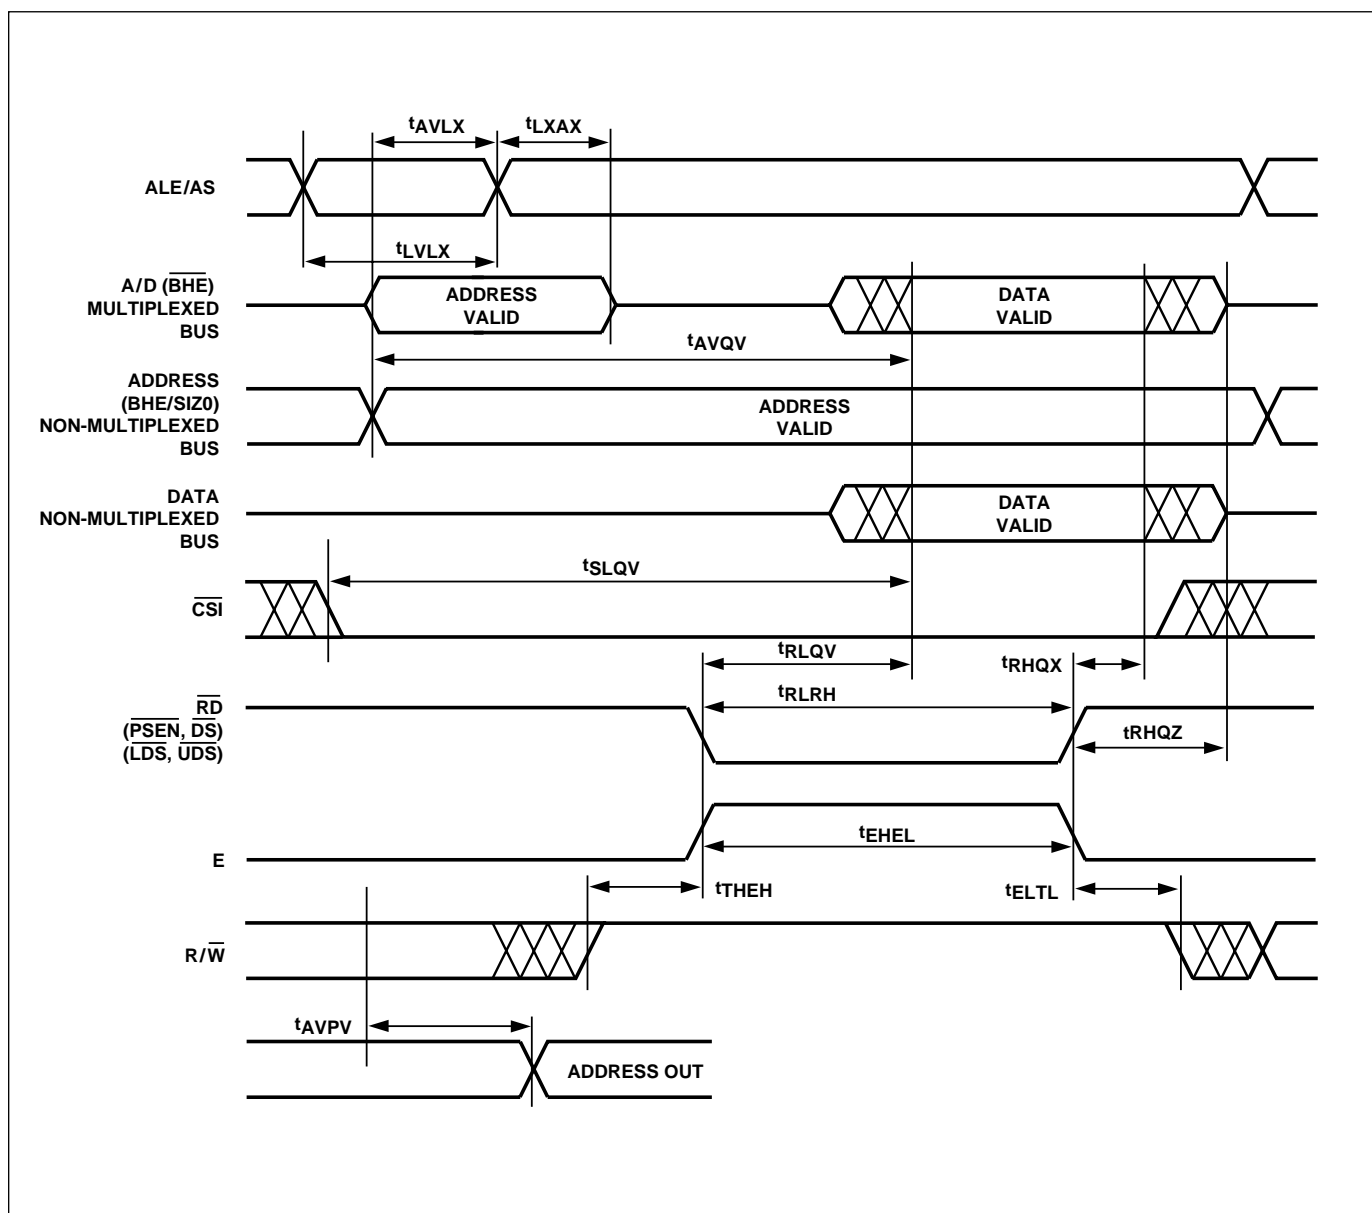 tAVLX
tLXAX
ALE/AS
tLVLX
A/D (BHE)
MULTIPLEXED
BUS
ADDRESS
VALID
DATA
VALID
tAVQV
ADDRESS
(BHE/SIZ0)
NON-MULTIPLEXED
BUS
ADDRESS
VALID
DATA
NON-MULTIPLEXED
BUS
DATA
VALID
tSLQV
CSI
tRLQV
tRHQX
tRLRH
RD
(PSEN, DS)
(LDS, UDS)
tRHQZ
tEHEL
E
tTHEH
tELTL
R/W
tAVPV
ADDRESS OUT